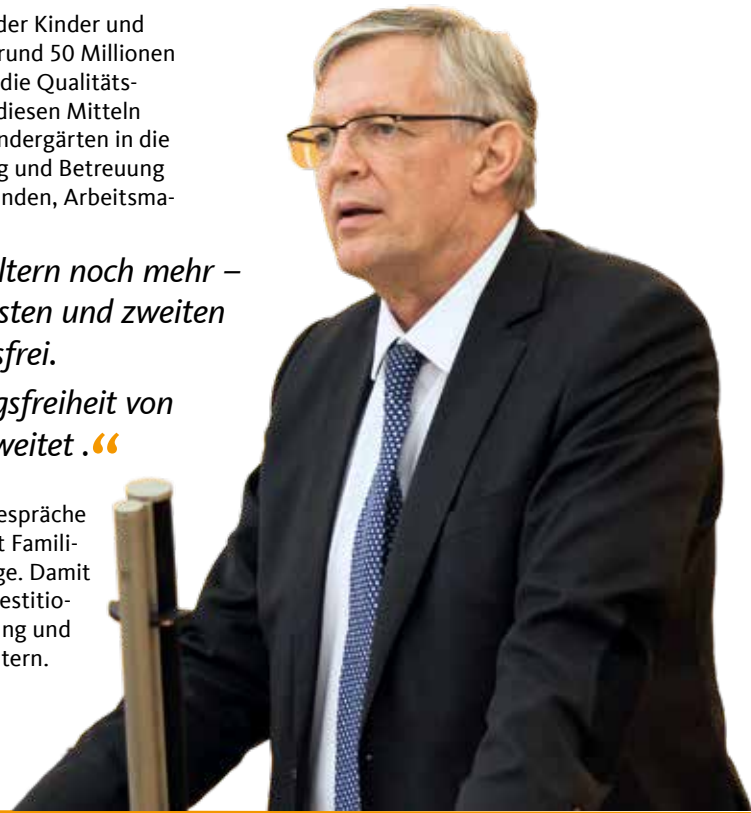 der Kinder und
rund 50 Millionen
die Qualitäts-
diesen Mitteln
ndergärten in die
g und Betreuung
nden, Arbeitsma-
ltern noch mehr –
sten und zweiten
sfrei.
gsfreiheit von
weitet .“
espräche
t Famili-
ge. Damit
estitio-
ng und
tern.